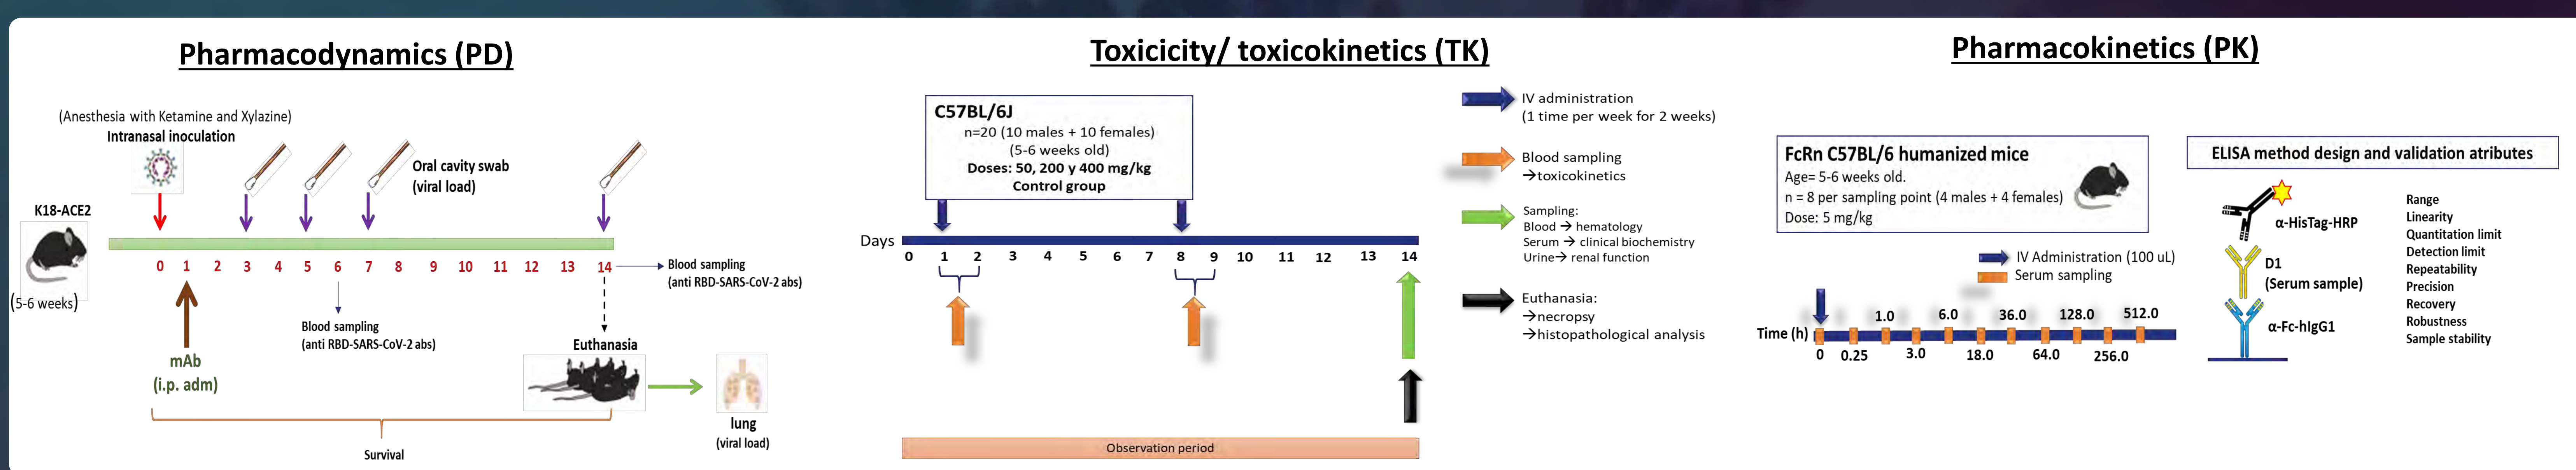 Pharmacodynamics (PD)
(Anesthesia with Ketamine and Xylazine)
Intranasal inoculation
Oral cavity swab
(viral load)
K18-ACE2
(5-6 weeks)
0 1 2 3 4 5 6 7 8 9 10 11 12 13 14
Blood sampling
(anti RBD-SARS-CoV-2 abs)
Blood sampling
(anti RBD-SARS-CoV-2 abs)
mAb
(i.p. adm)
Euthanasia
lung
(viral load)
Survival
Toxicicity/ toxicokinetics (TK)
C57BL/6J
n=20 (10 males + 10 females)
(5-6 weeks old)
Doses: 50, 200 y 400 mg/kg
Control group
Days
0 1 2 3 4 5 6 7 8 9 10 11 12 13 14
Observation period
IV administration
(1 time per week for 2 weeks)
Blood sampling
→toxicokinetics
Sampling:
Blood → hematology
Serum → clinical biochemistry
Urine→ renal function
Euthanasia:
→necropsy
→histopathological analysis
Pharmacokinetics (PK)
FcRn C57BL/6 humanized mice
Age= 5-6 weeks old.
n = 8 per sampling point (4 males + 4 females)
Dose: 5 mg/kg
IV Administration (100 uL)
Serum sampling
1.0 6.0 36.0 128.0 512.0
Time (h)
0 0.25 3.0 18.0 64.0 256.0
ELISA method design and validation atributes
α-HisTag-HRP
D1
(Serum sample)
α-Fc-hIgG1
Range
Linearity
Quantitation limit
Detection limit
Repeatability
Precision
Recovery
Robustness
Sample stability